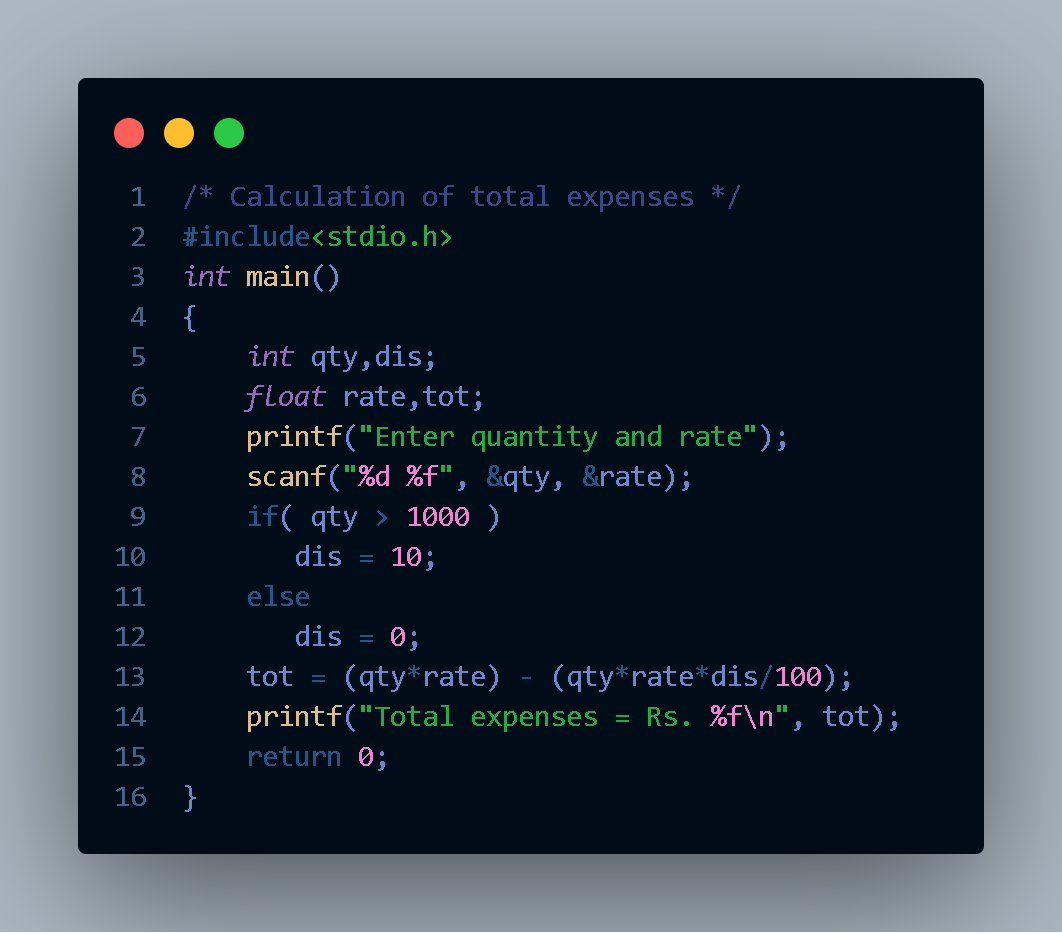 1 /* Calculation of total expenses */
2 #include<stdio.h>
3 int main()
4 {
5     int qty,dis;
6     float rate,tot;
7     printf("Enter quantity and rate");
8     scanf("%d %f", &qty, &rate);
9     if( qty > 1000 )
10        dis = 10;
11    else
12        dis = 0;
13    tot = (qty*rate) - (qty*rate*dis/100);
14    printf("Total expenses = Rs. %f\n", tot);
15    return 0;
16 }